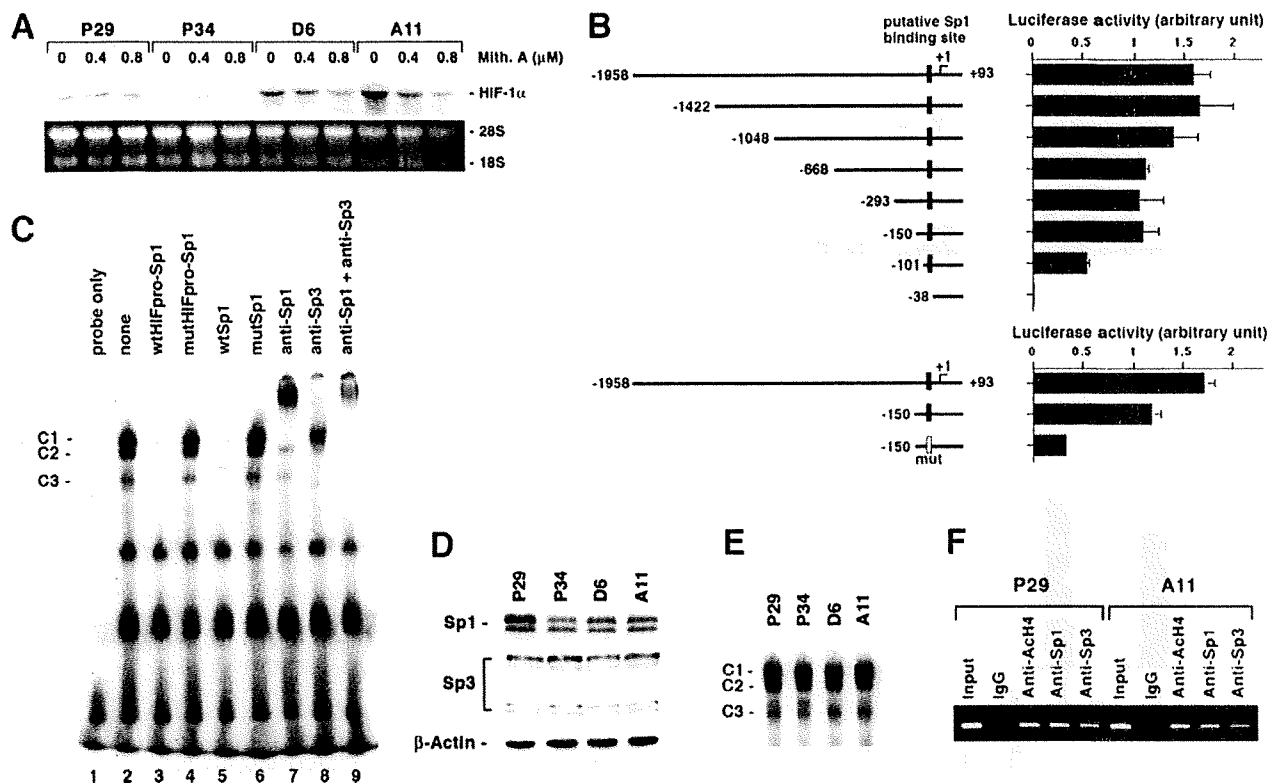 A
P29 P34 D6 A11
0 0.4 0.8 0 0.4 0.8 0 0.4 0.8 0 0.4 0.8 Mith. A (μM)
- HIF-1α
- 28S
- 18S
B
putative Sp1
binding site
Luciferase activity (arbitrary unit)
0 0.5 1 1.5 2
+1
-1958 +93
-1422
-1048
-668
-293
-150
-101
-38
Luciferase activity (arbitrary unit)
0 0.5 1 1.5 2
+1
-1958 +93
-150
-150
mut
C
probe only
none
wtHIFpro-Sp1
mutHIFpro-Sp1
wtSp1
mutSp1
anti-Sp1
anti-Sp3
anti-Sp1 + anti-Sp3
C1 -
C2 -
C3 -
1 2 3 4 5 6 7 8 9
D
P29 P34 D6 A11
Sp1 -
Sp3
β-Actin -
E
P29 P34 D6 A11
C1 -
C2 -
C3 -
F
P29 A11
Input IgG Anti-AcH4 Anti-Sp1 Anti-Sp3 Input IgG Anti-AcH4 Anti-Sp1 Anti-Sp3